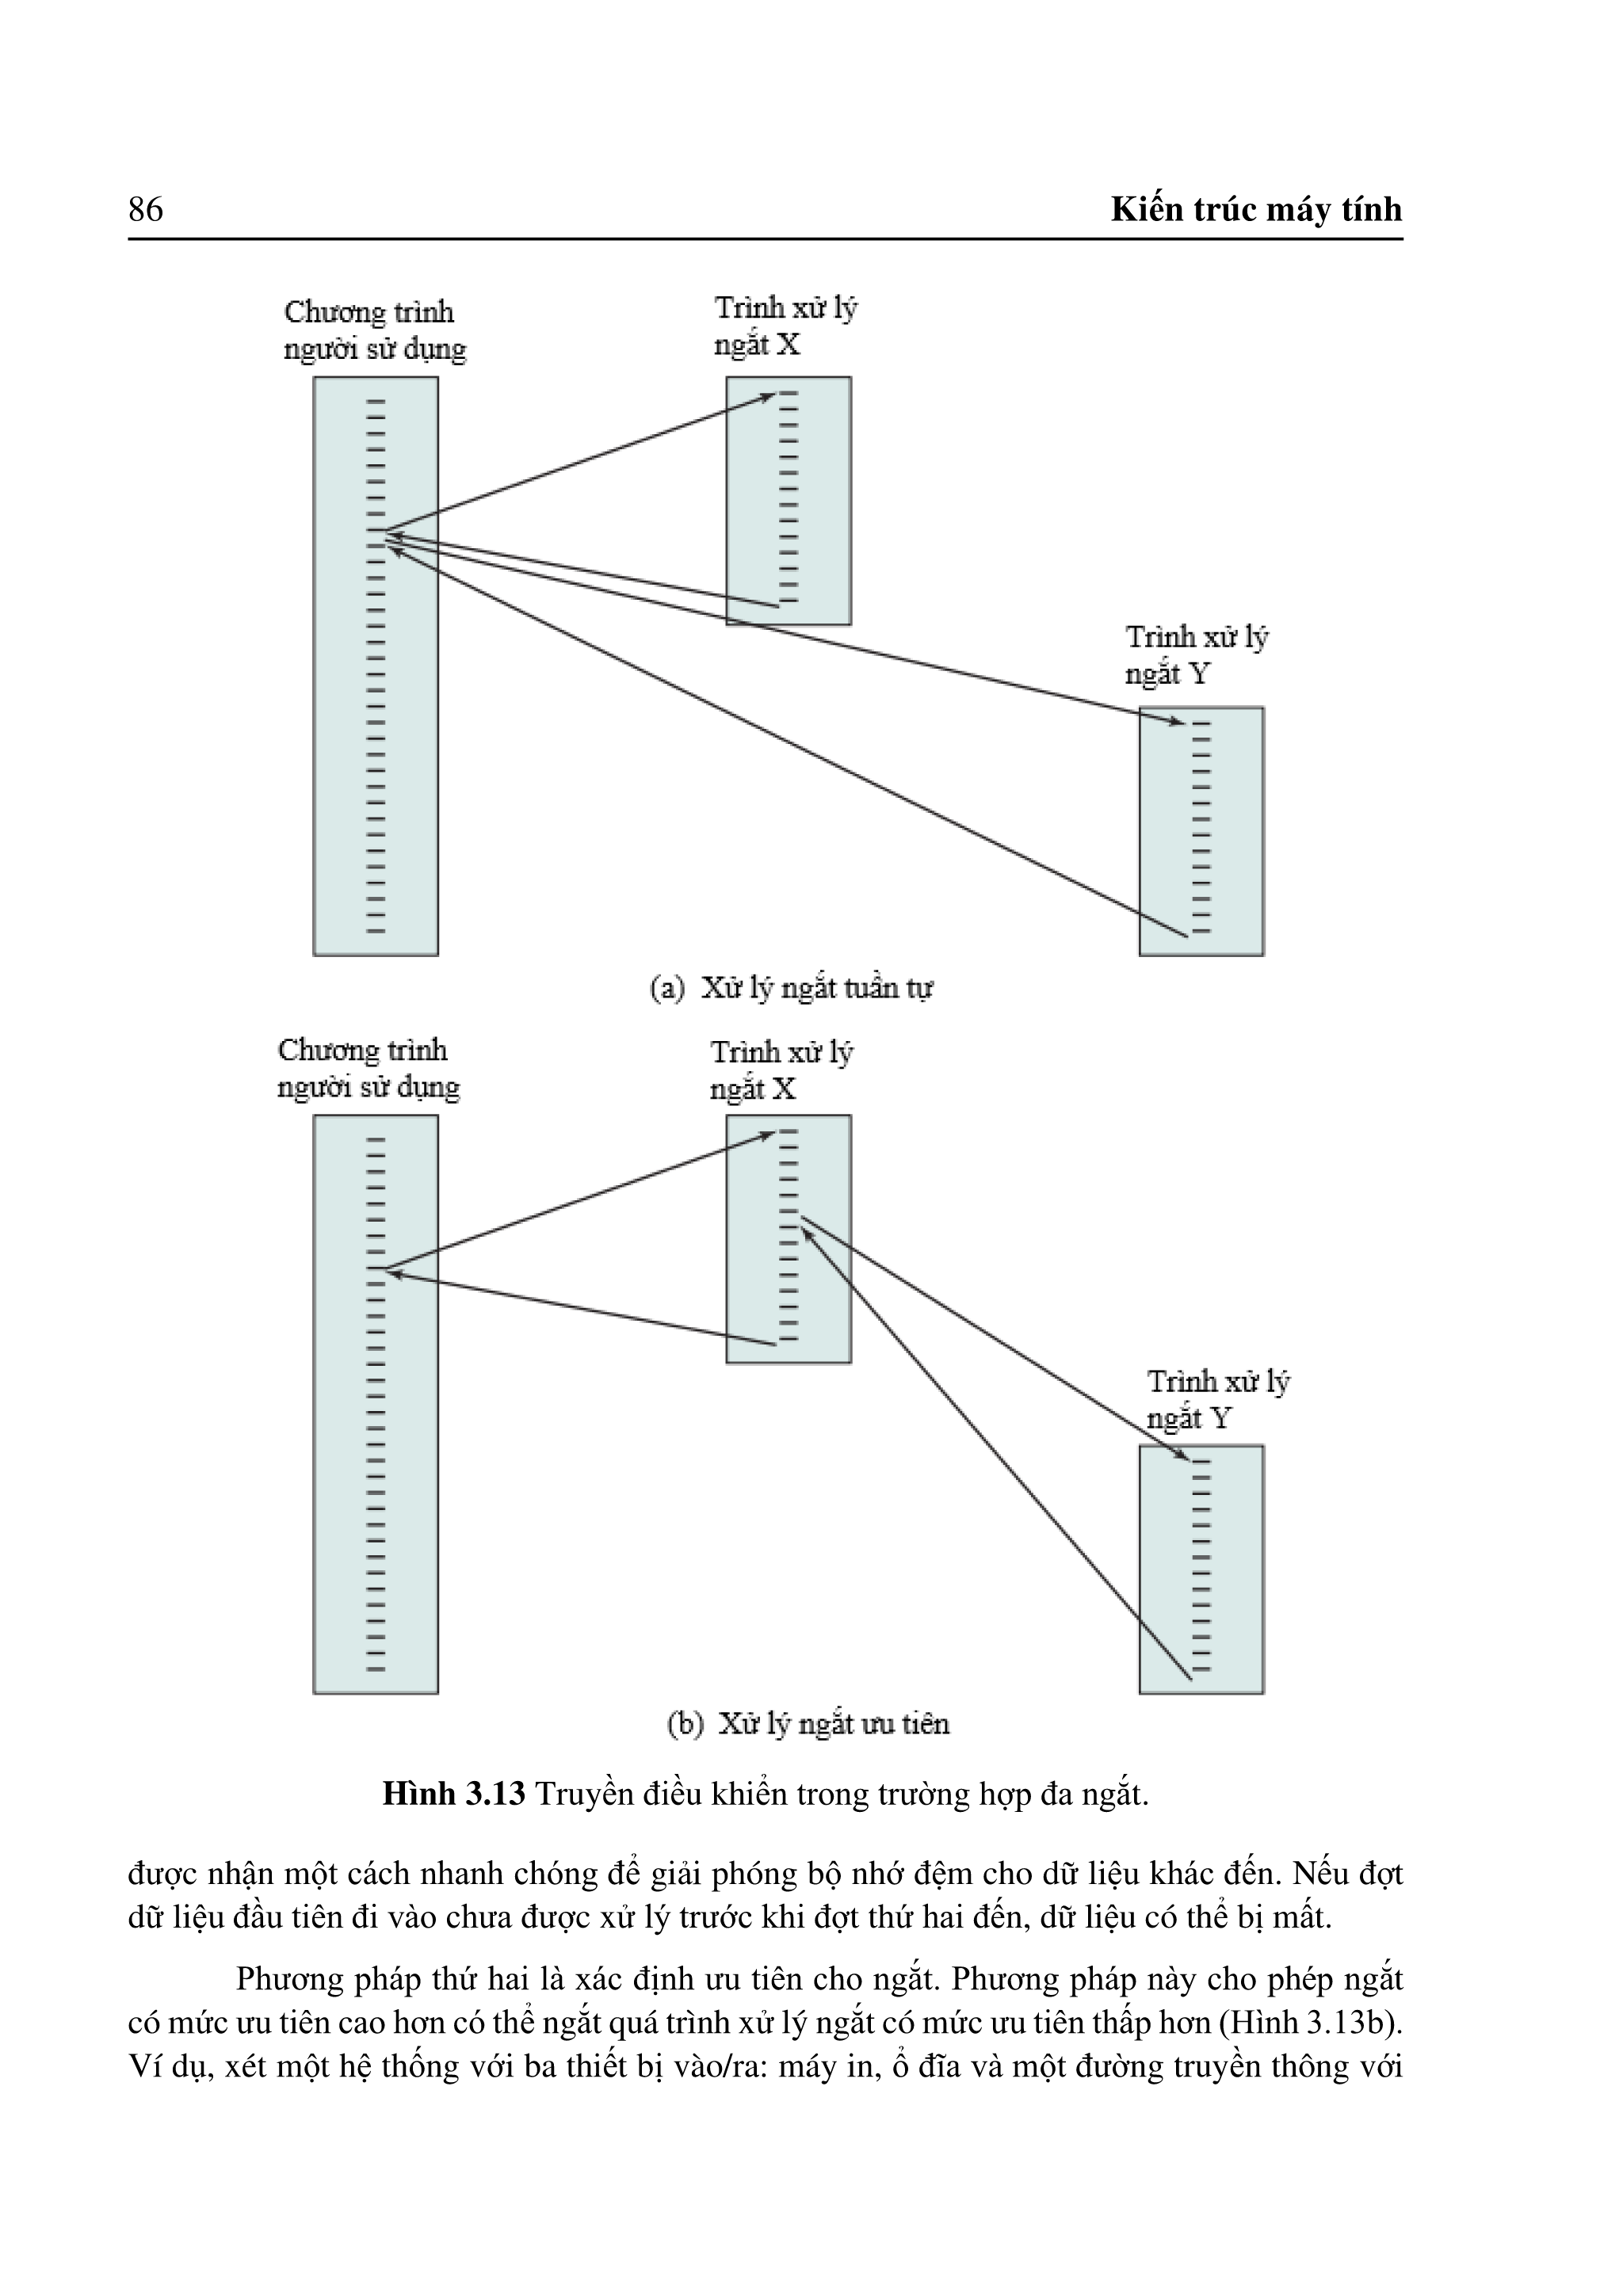 86 Kiến trúc máy tính
Chương trình
người sử dụng
Trình xử lý
ngắt X
Trình xử lý
ngắt Y
(a) Xử lý ngắt tuần tự
Chương trình
người sử dụng
Trình xử lý
ngắt X
Trình xử lý
ngắt Y
(b) Xử lý ngắt ưu tiên
Hình 3.13 Truyền điều khiển trong trường hợp đa ngắt.
được nhận một cách nhanh chóng để giải phóng bộ nhớ đệm cho dữ liệu khác đến. Nếu đợt
dữ liệu đầu tiên đi vào chưa được xử lý trước khi đợt thứ hai đến, dữ liệu có thể bị mất.
Phương pháp thứ hai là xác định ưu tiên cho ngắt. Phương pháp này cho phép ngắt
có mức ưu tiên cao hơn có thể ngắt quá trình xử lý ngắt có mức ưu tiên thấp hơn (Hình 3.13b).
Ví dụ, xét một hệ thống với ba thiết bị vào/ra: máy in, ổ đĩa và một đường truyền thông với